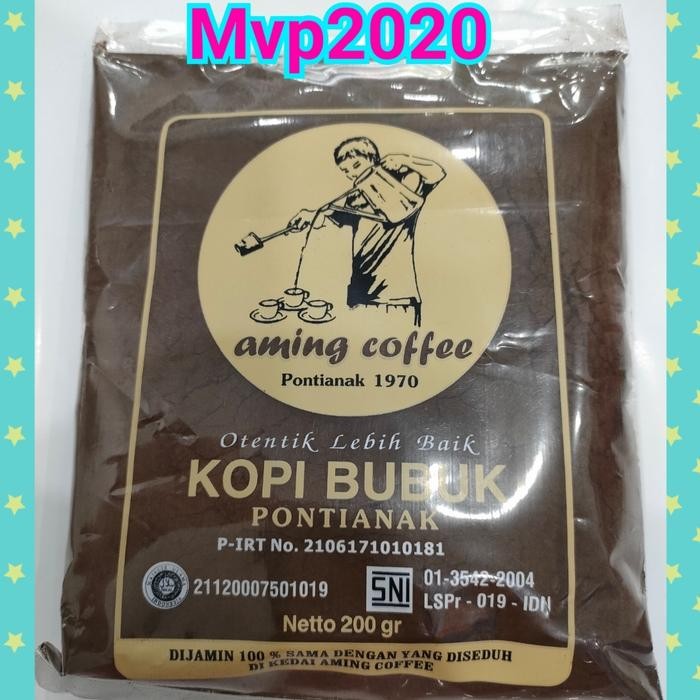 Mvp2020
aming coffee
Pontianak 1970
Otentik Lebih Baik
KOPI BUBUK
PONTIANAK
P-IRT No. 2106171010181
21120007501019
SNI
01-3542-2004
LSPr - 019 - IDN
Netto 200 gr
DIJAMIN 100 % SAMA DENGAN YANG DISEDUH
DI KEDAI AMING COFFEE